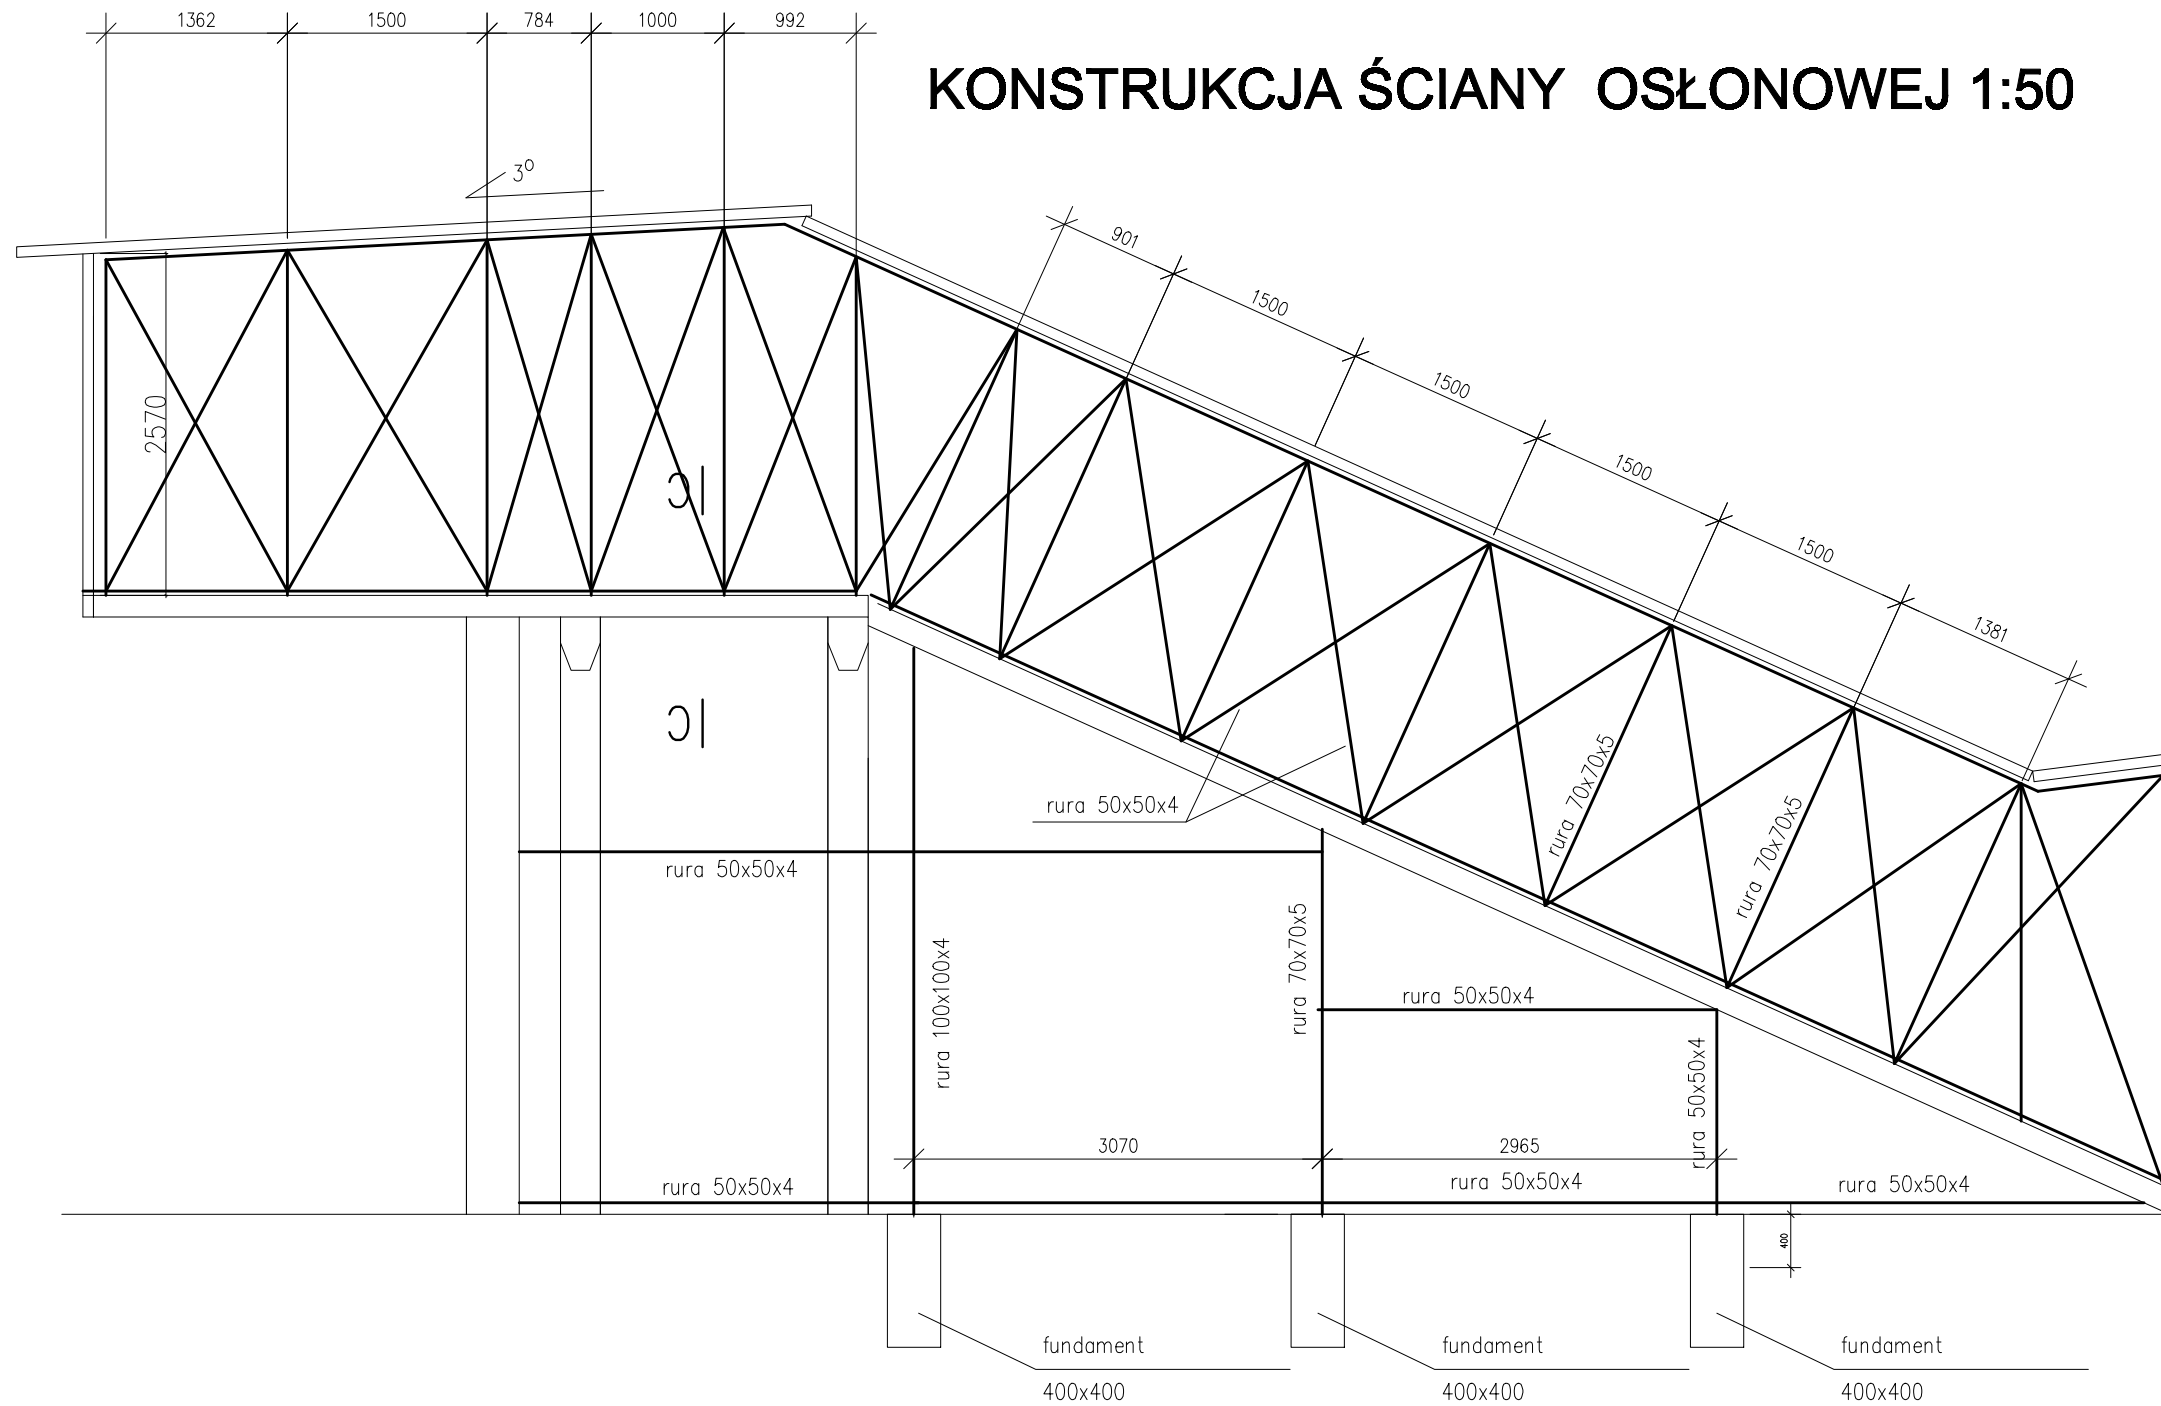 1362 1500 784 1000 992
KONSTRUKCJA ŚCIANY OSŁONOWEJ 1:50
3º
901
1500
1500
1500
1500
1381
2570
rura 50x50x4
rura 70x70x5
rura 70x70x5
rura 50x50x4
rura 100x100x4
rura 70x70x5
rura 50x50x4
rura 50x50x4
3070
2965
rura 50x50x4
rura 50x50x4
rura 50x50x4
400
fundament
400x400
fundament
400x400
fundament
400x400